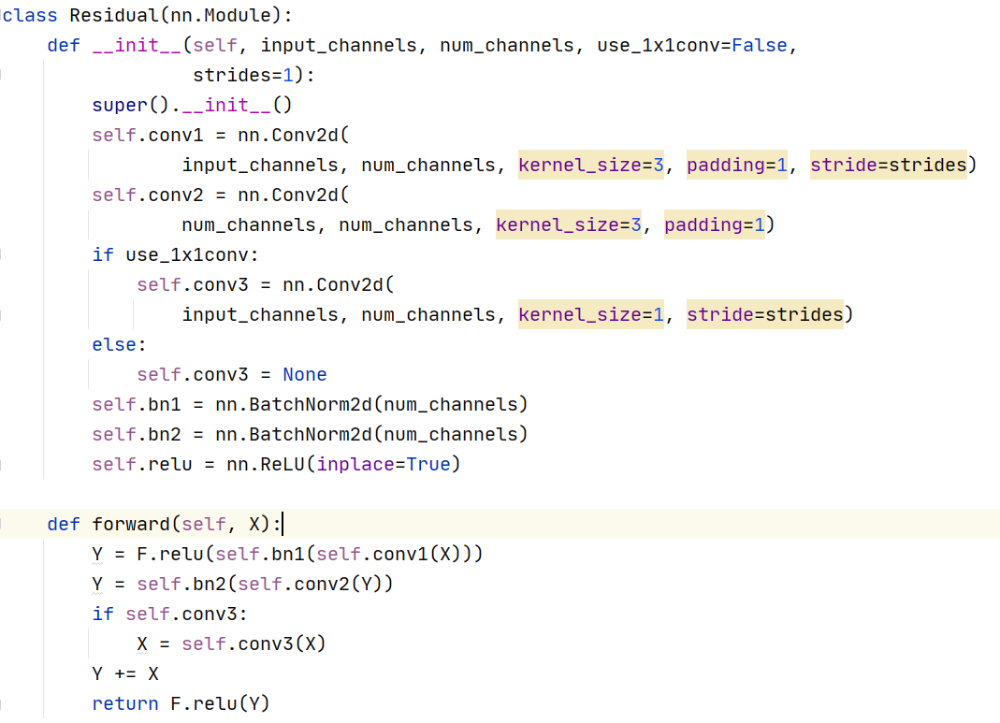 class Residual(nn.Module):
    def __init__(self, input_channels, num_channels, use_1x1conv=False,
                 strides=1):
        super().__init__()
        self.conv1 = nn.Conv2d(
                input_channels, num_channels, kernel_size=3, padding=1, stride=strides)
        self.conv2 = nn.Conv2d(
                num_channels, num_channels, kernel_size=3, padding=1)
        if use_1x1conv:
            self.conv3 = nn.Conv2d(
                input_channels, num_channels, kernel_size=1, stride=strides)
        else:
            self.conv3 = None
        self.bn1 = nn.BatchNorm2d(num_channels)
        self.bn2 = nn.BatchNorm2d(num_channels)
        self.relu = nn.ReLU(inplace=True)

    def forward(self, X):
        Y = F.relu(self.bn1(self.conv1(X)))
        Y = self.bn2(self.conv2(Y))
        if self.conv3:
            X = self.conv3(X)
        Y += X
        return F.relu(Y)